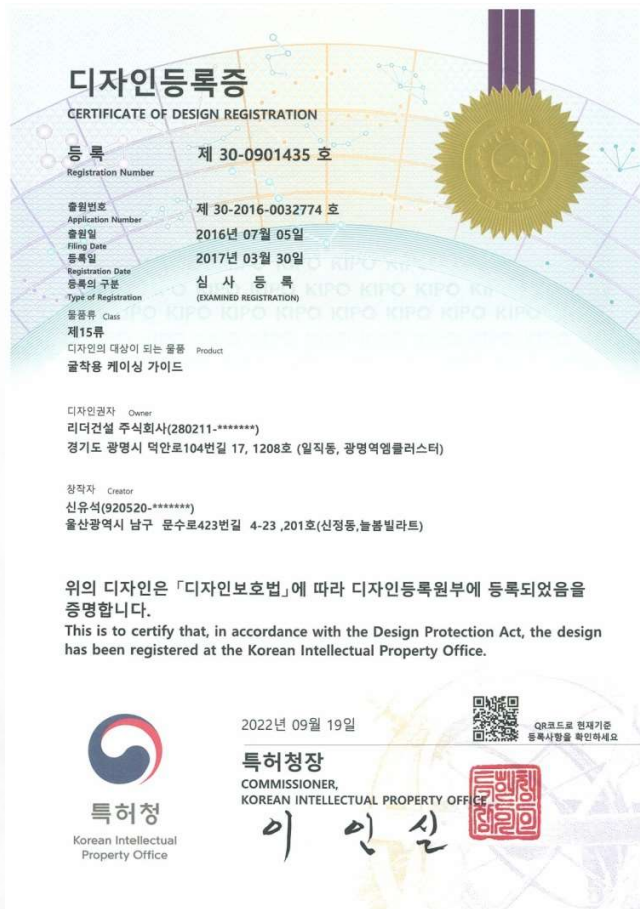 디자인등록증
CERTIFICATE OF DESIGN REGISTRATION
등 록 제 30-0901435 호
Registration Number
출원번호 제 30-2016-0032774 호
Application Number
출원일 2016년 07월 05일
Filing Date
등록일 2017년 03월 30일
Registration Date
등록의 구분 심 사 등 록
Type of Registration (EXAMINED REGISTRATION)
물품류 Class
제15류
디자인의 대상이 되는 물품 Product
굴착용 케이싱 가이드
디자인권자 Owner
리더건설 주식회사(280211-*******)
경기도 광명시 덕안로104번길 17, 1208호 (일직동, 광명역엠클러스터)
창작자 Creator
신유석(920520-*******)
울산광역시 남구 문수로423번길 4-23 ,201호(신정동,늘봄빌라트)
위의 디자인은 「디자인보호법」에 따라 디자인등록원부에 등록되었음을
증명합니다.
This is to certify that, in accordance with the Design Protection Act, the design
has been registered at the Korean Intellectual Property Office.
2022년 09월 19일
QR코드로 현재기준
등록사항을 확인하세요
특허청장
COMMISSIONER,
KOREAN INTELLECTUAL PROPERTY OFFICE
이 인 실
특허청
Korean Intellectual
Property Office